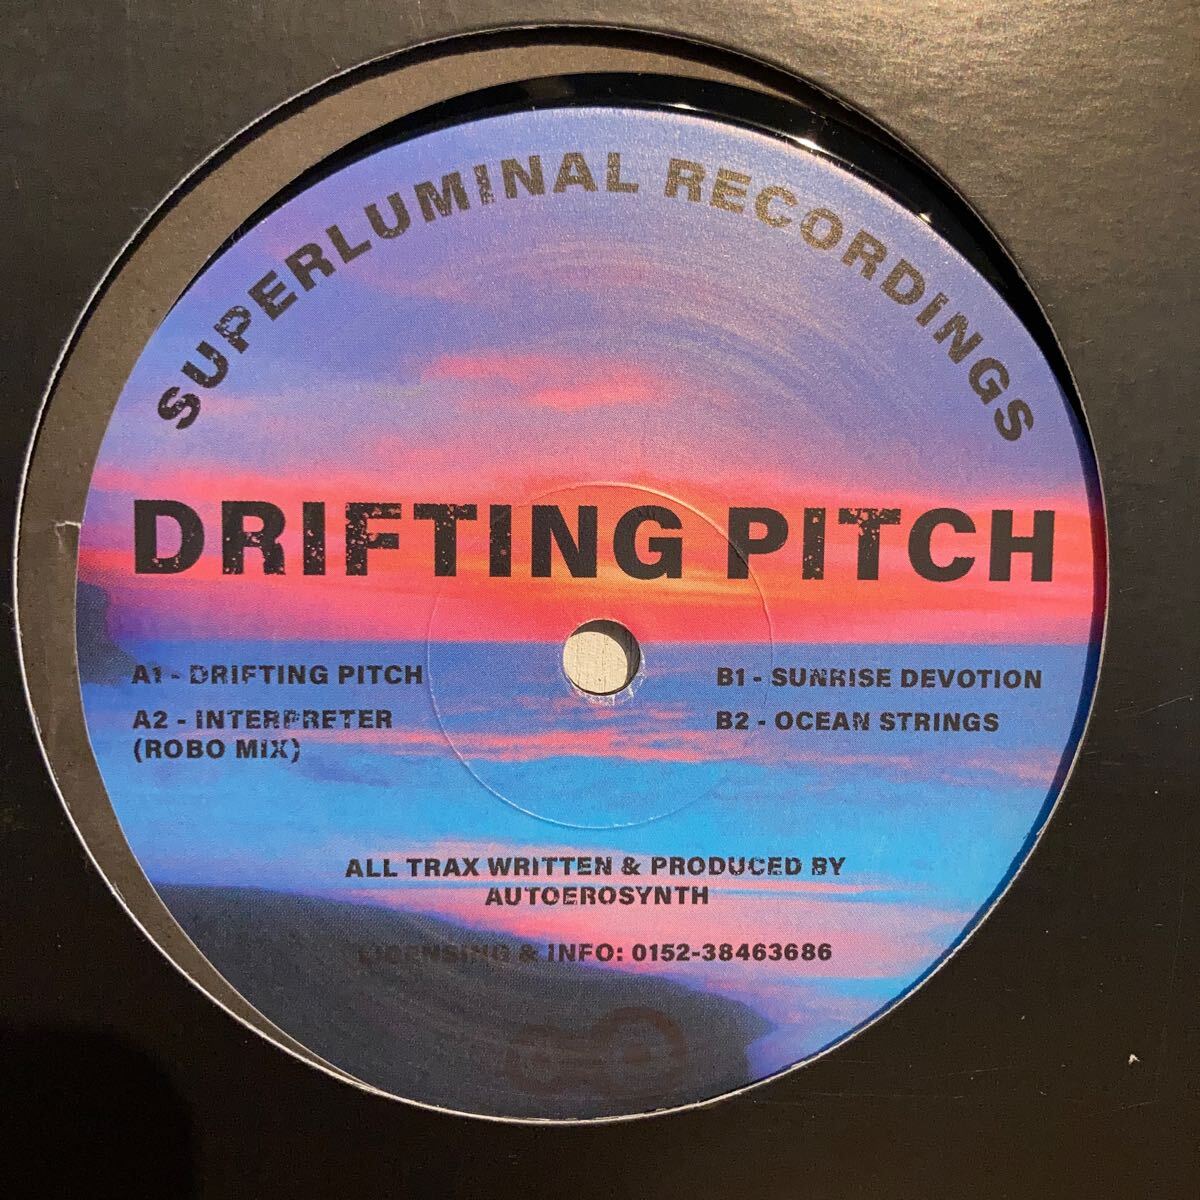 SUPERLUMINAL RECORDINGS
DRIFTING PITCH
A1 - DRIFTING PITCH
A2 - INTERPRETER
(ROBO MIX)
B1 - SUNRISE DEVOTION
B2 - OCEAN STRINGS
ALL TRAX WRITTEN & PRODUCED BY
AUTOEROSYNTH
LICENSING & INFO: 0152-38463686